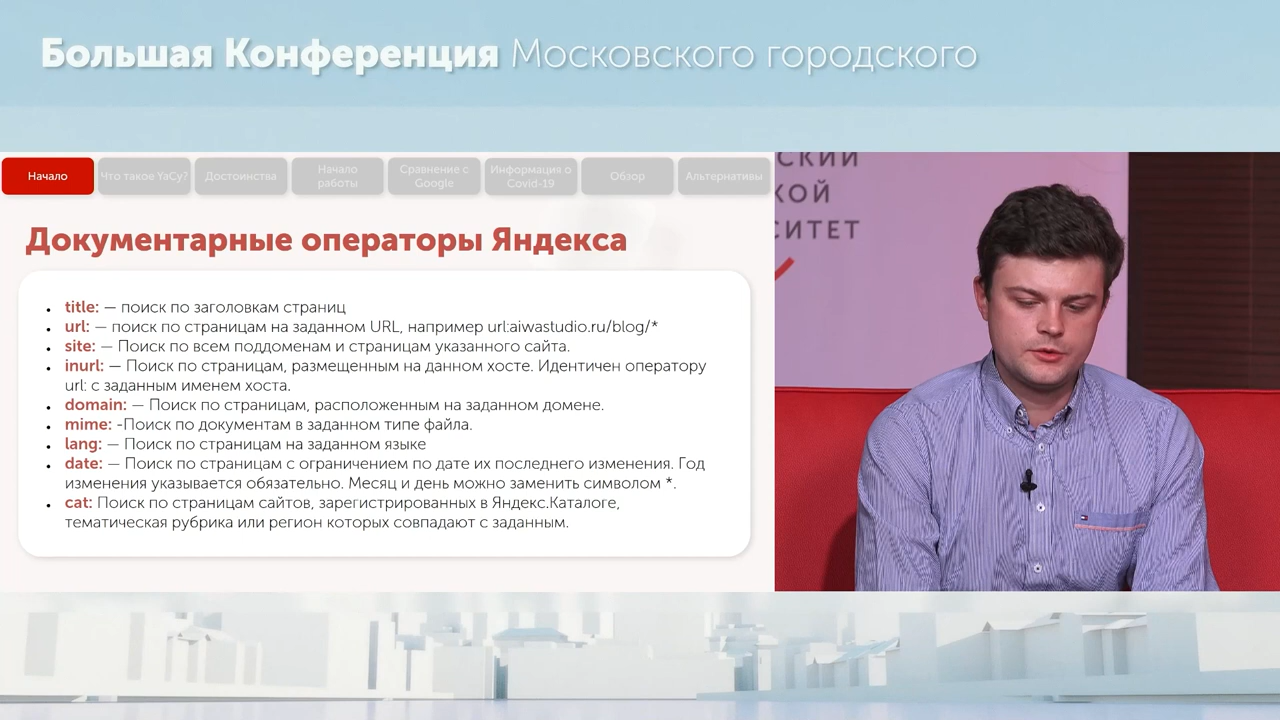 Большая Конференция Московского городского
Начало
Что такое YaCy?
Достоинства
Начало
работы
Сравнение с
Google
Информация о
Covid-19
Обзор
Альтернативы
Документарные операторы Яндекса
• title: — поиск по заголовкам страниц
• url: — поиск по страницам на заданном URL, например url:aiwastudio.ru/blog/*
• site: — Поиск по всем поддоменам и страницам указанного сайта.
• inurl: — Поиск по страницам, размещенным на данном хосте. Идентичен оператору
url: с заданным именем хоста.
• domain: — Поиск по страницам, расположенным на заданном домене.
• mime: -Поиск по документам в заданном типе файла.
• lang: — Поиск по страницам на заданном языке
• date: — Поиск по страницам с ограничением по дате их последнего изменения. Год
изменения указывается обязательно. Месяц и день можно заменить символом *.
• cat: Поиск по страницам сайтов, зарегистрированных в Яндекс.Каталоге,
тематическая рубрика или регион которых совпадают с заданным.
СКИЙ
КОЙ
СИТЕТ